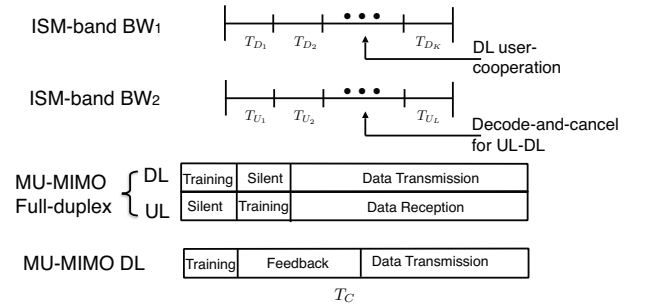 ISM-band BW1
T_{D_1} T_{D_2} T_{D_K}
DL user-
cooperation
ISM-band BW2
T_{U_1} T_{U_2} T_{U_L}
Decode-and-cancel
for UL-DL
MU-MIMO
Full-duplex
DL Training Silent Data Transmission
UL Silent Training Data Reception
MU-MIMO DL Training Feedback Data Transmission
T_C